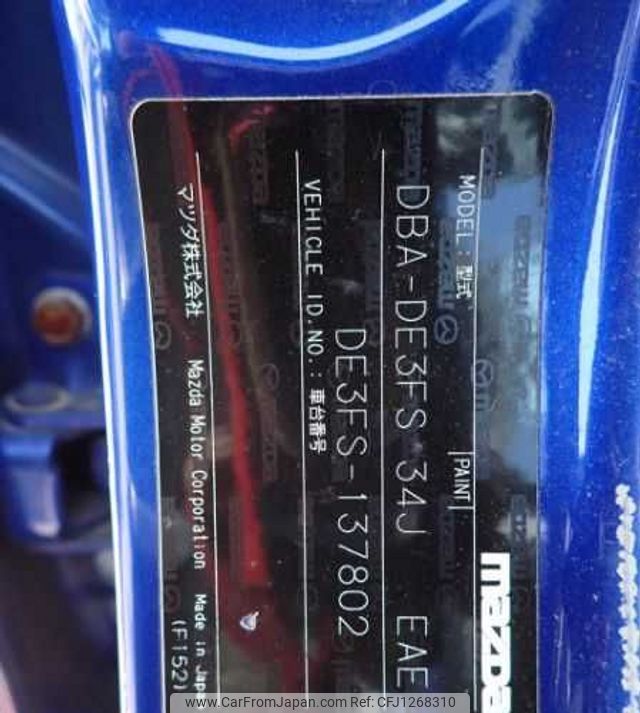 mazda
MODEL : 型式 PAINT
DBA-DE3FS 34J EAE
VEHICLE ID.NO. : 車台番号
DE3FS-137802
マツダ株式会社 Mazda Motor Corporation Made in Japa
(F152)
www.CarFromJapan.com Ref:CFJ1268310